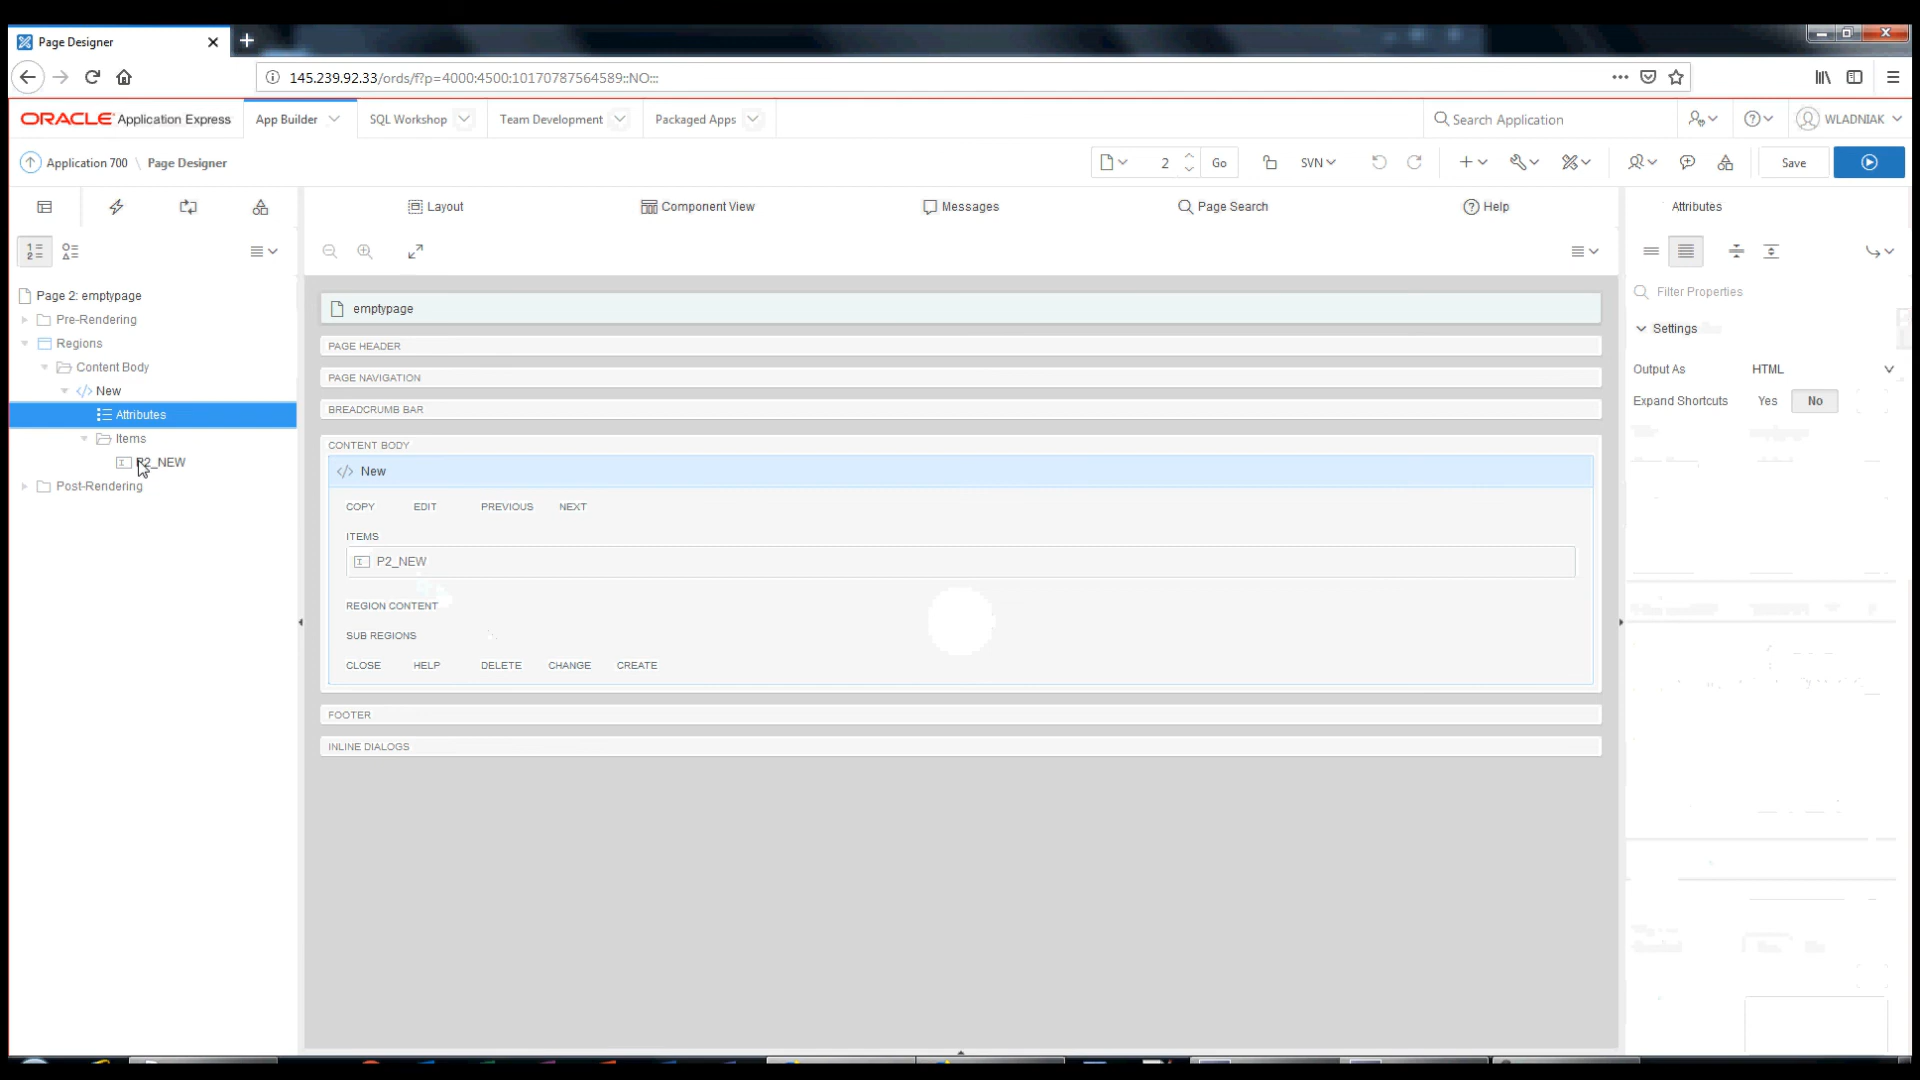 Page Designer
145.239.92.33/ords/f?p=4000:4500:10170787564589::NO:::
ORACLE Application Express
App Builder
SQL Workshop
Team Development
Packaged Apps
Search Application
WLADNIAK
Application 700 \ Page Designer
2
Go
SVN
Save
Layout
Component View
Messages
Page Search
Help
Attributes
Page 2: emptypage
Pre-Rendering
Regions
Content Body
New
Attributes
Items
P2_NEW
Post-Rendering
emptypage
PAGE HEADER
PAGE NAVIGATION
BREADCRUMB BAR
CONTENT BODY
New
COPY EDIT PREVIOUS NEXT
ITEMS
P2_NEW
REGION CONTENT
SUB REGIONS
CLOSE HELP DELETE CHANGE CREATE
FOOTER
INLINE DIALOGS
Filter Properties
Settings
Output As HTML
Expand Shortcuts Yes No